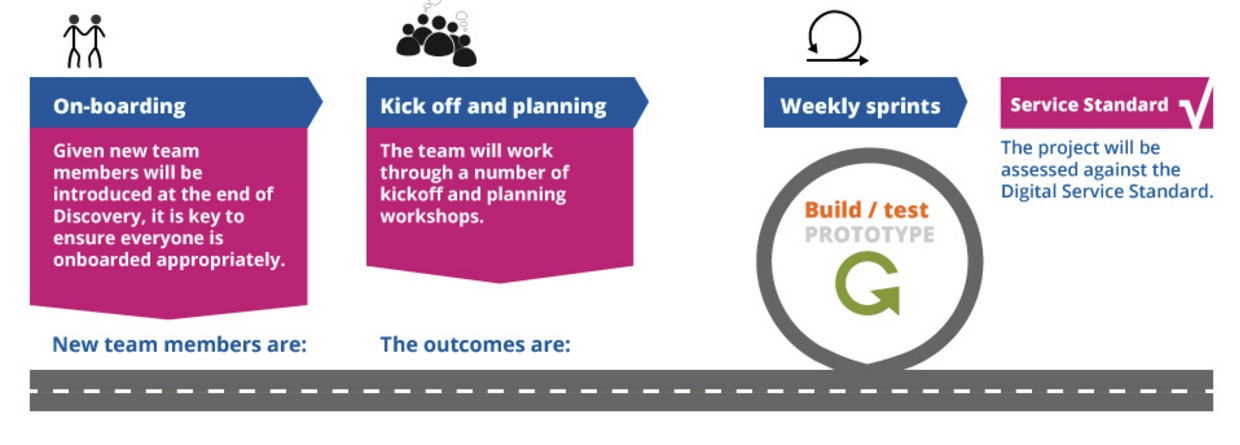 On-boarding
Given new team
members will be
introduced at the end of
Discovery, it is key to
ensure everyone is
onboarded appropriately.
New team members are:
Kick off and planning
The team will work
through a number of
kickoff and planning
workshops.
The outcomes are:
Weekly sprints
Build / test
PROTOTYPE
Service Standard
The project will be
assessed against the
Digital Service Standard.